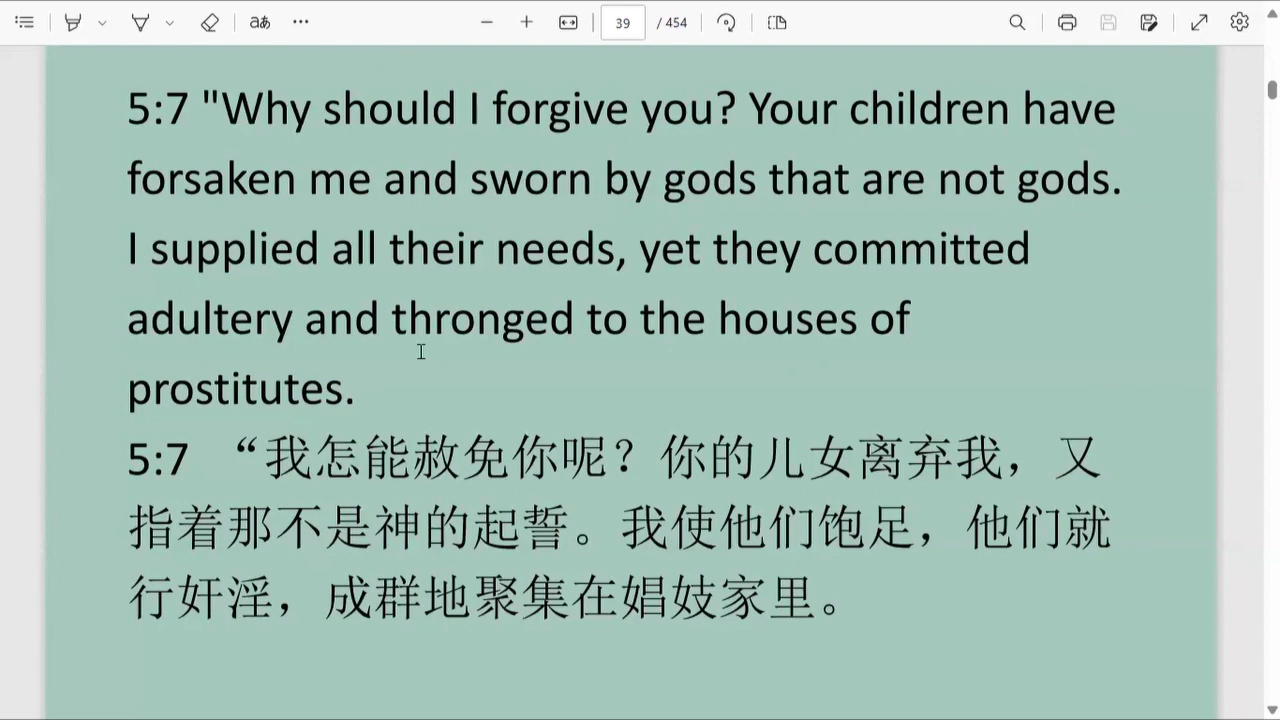 39 / 454
5:7 "Why should I forgive you? Your children have
forsaken me and sworn by gods that are not gods.
I supplied all their needs, yet they committed
adultery and thronged to the houses of
prostitutes.
5:7 “我怎能赦免你呢？你的儿女离弃我，又
指着那不是神的起誓。我使他们饱足，他们就
行奸淫，成群地聚集在娼妓家里。